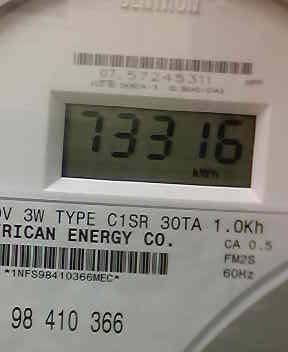 CENTRON
07.57245311
73316
kWh
0V 3W TYPE C1SR 30TA 1.0Kh
RICAN ENERGY CO.
CA 0.5
FM2S
60Hz
*1NFS98410366MEC*
98 410 366